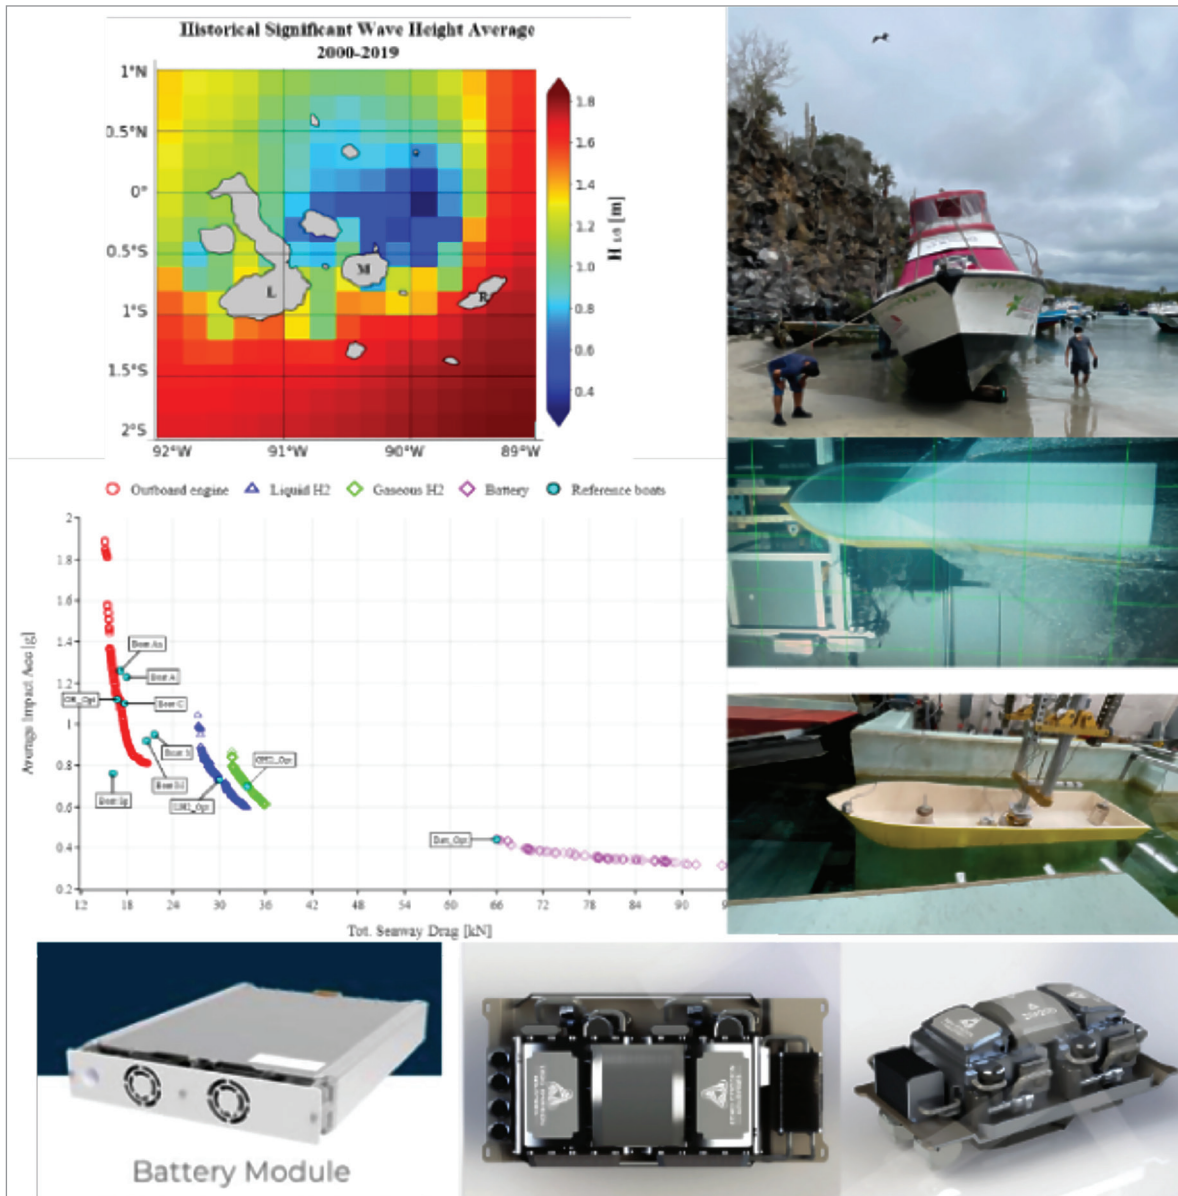 Historical Significant Wave Height Average
2000-2019
1°N
0.5°N
0°
0.5°S
1°S
1.5°S
2°S
92°W 91°W 90°W 89°W
L
M
R
1.8
1.6
1.4
1.2
1.0
0.8
0.6
0.4
H 1/3 [m]
Outboard engine Liquid H2 Gaseous H2 Battery Reference boats
2
1.8
1.6
1.4
1.2
1
0.8
0.6
0.4
0.2
Average Impact Acc [g]
Boat A
Boat C
LH2_Opt
GH2_Opt
Batt_Opt
12 18 24 30 36 42 48 54 60 66 72 78 84 90
Tot. Seaway Drag [kN]
Battery Module